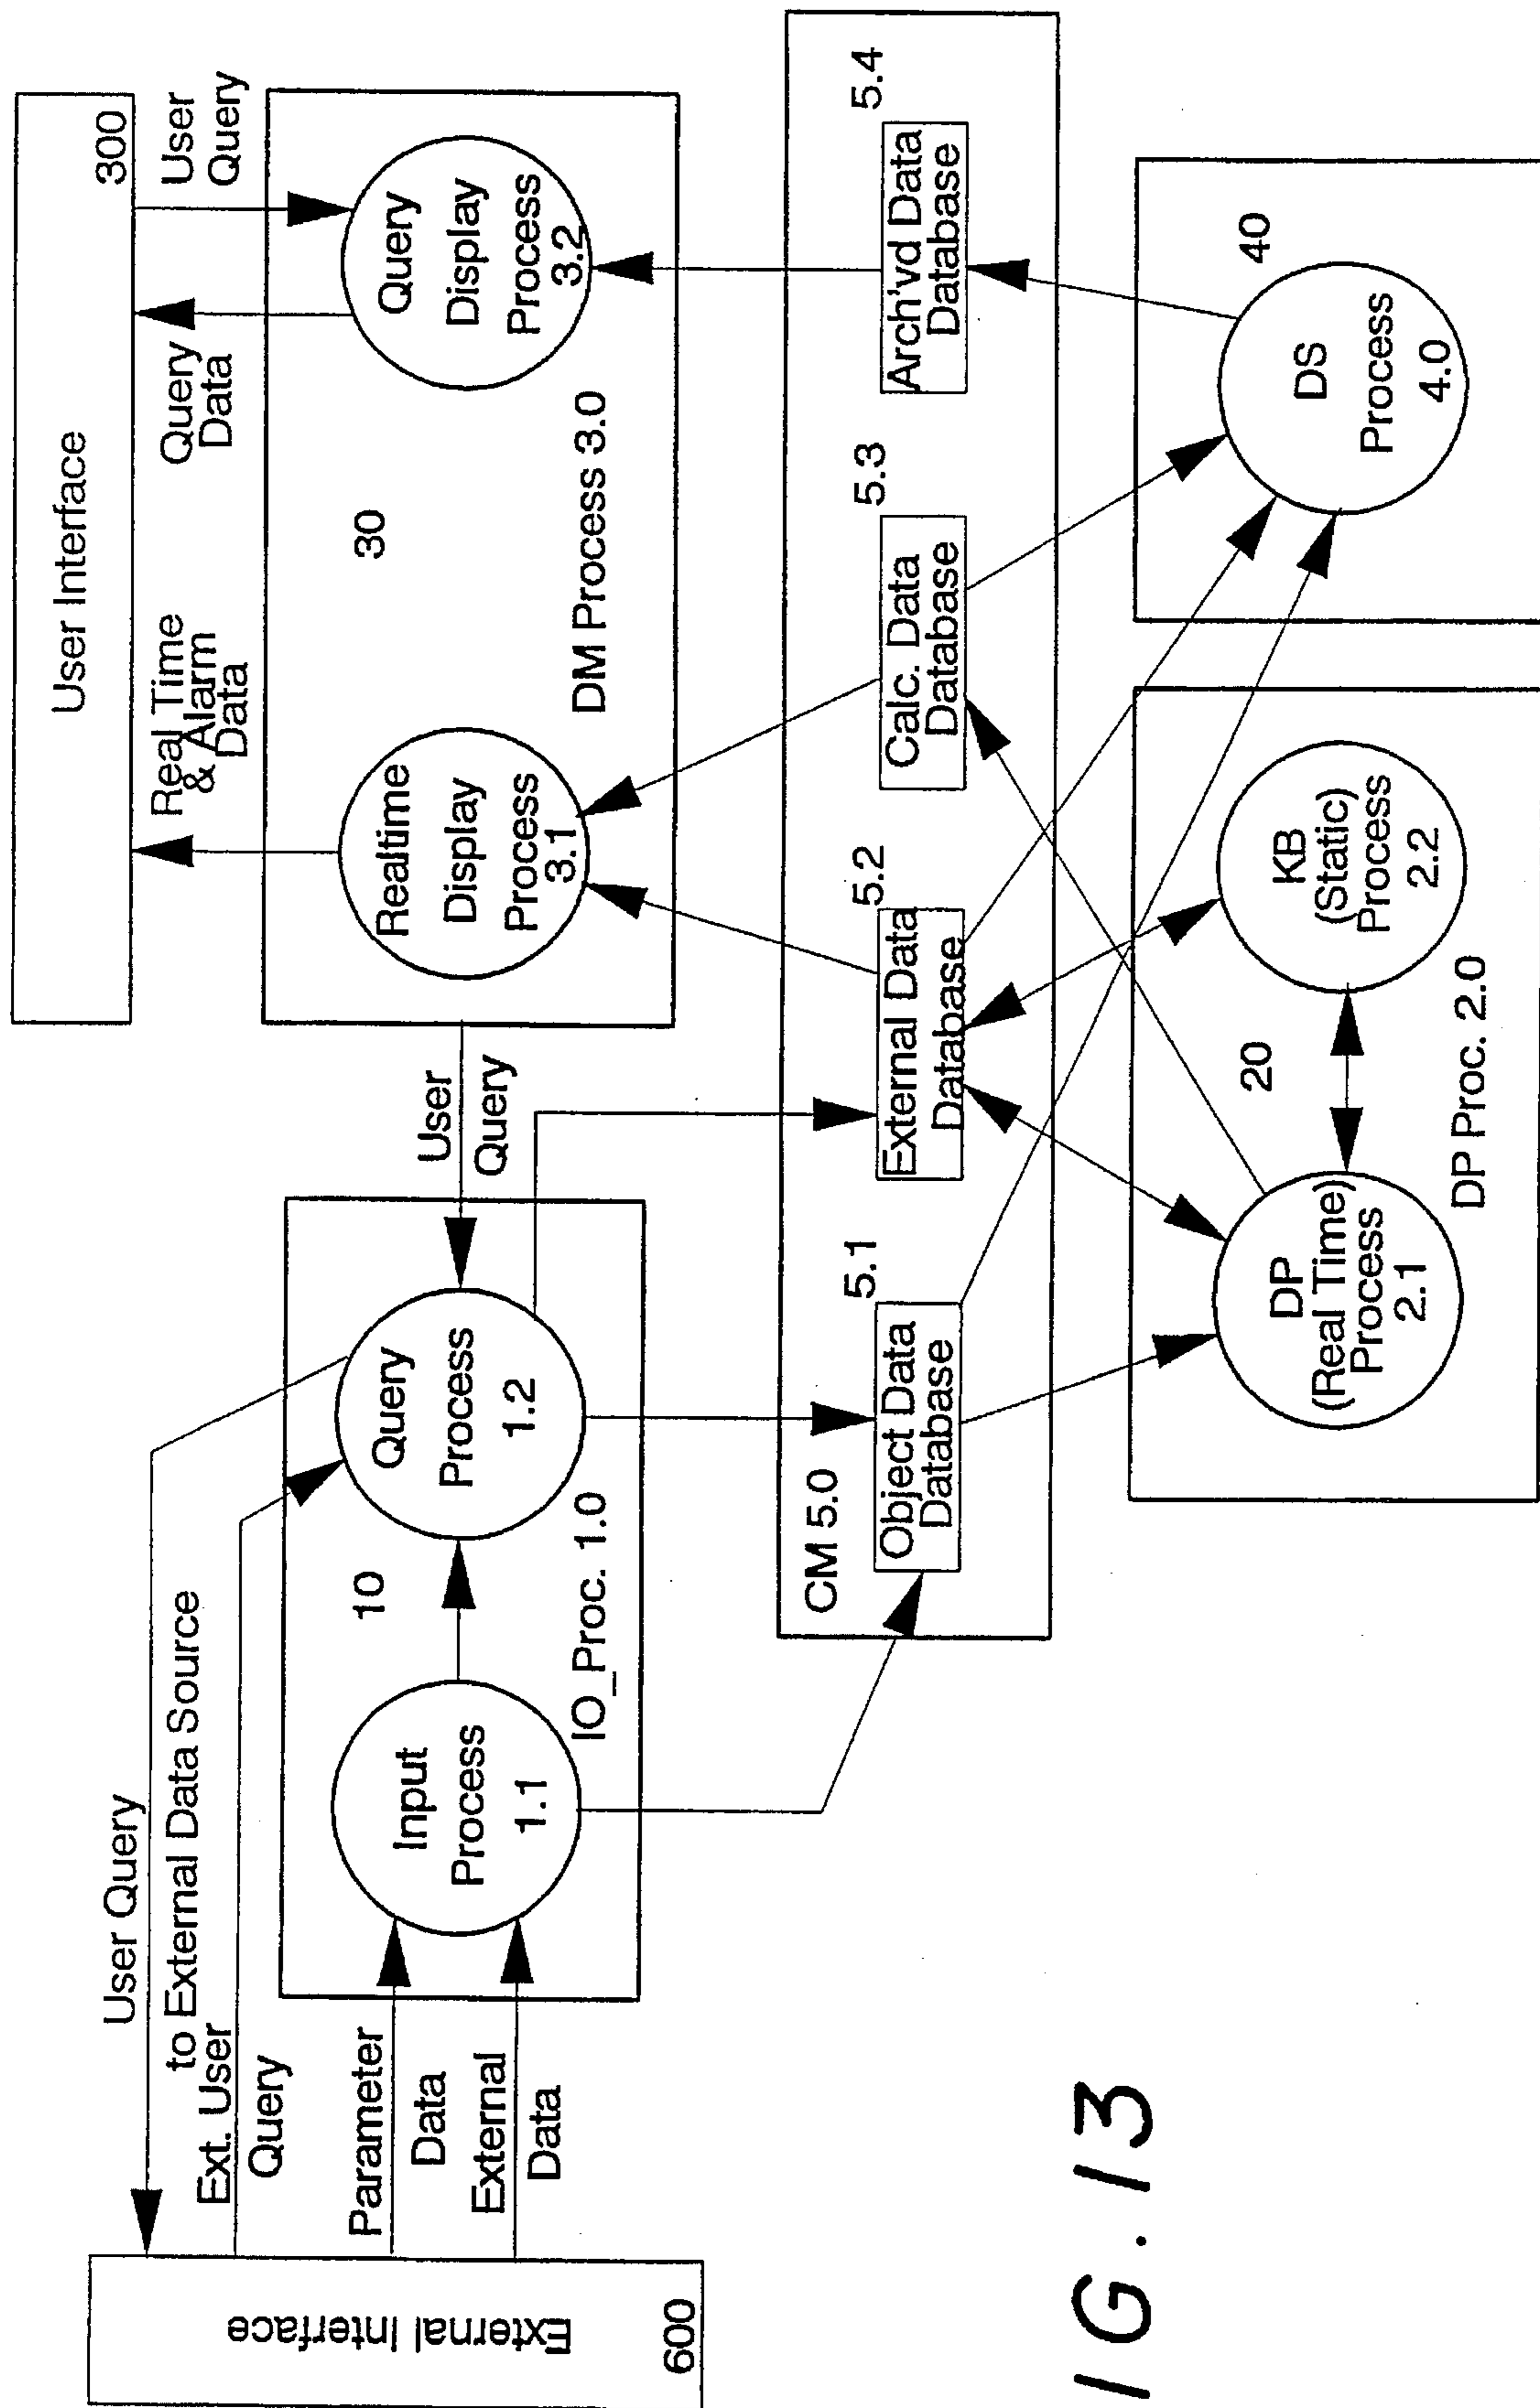 User Interface
300
Real Time
& Alarm
Data
Query
Data
User
Query
Realtime
Display
Process
3.1
30
DM Process 3.0
Query
Display
Process
3.2
User Query
to External Data Source
Ext. User
Query
Parameter
Data
External
Data
External Interface
600
Input
Process
1.1
10
IO_Proc. 1.0
Query
Process
1.2
User
Query
CM 5.0
Object Data
Database
5.1
External Data
Database
5.2
Calc. Data
Database
5.3
Arch'vd Data
Database
5.4
DP
(Real Time)
Process
2.1
20
KB
(Static)
Process
2.2
DP Proc. 2.0
DS
Process
4.0
40
IG. 13